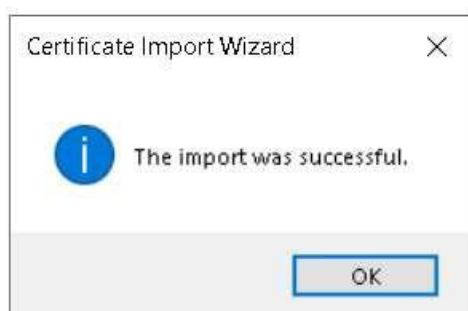 Certificate Import Wizard
The import was successful.
OK